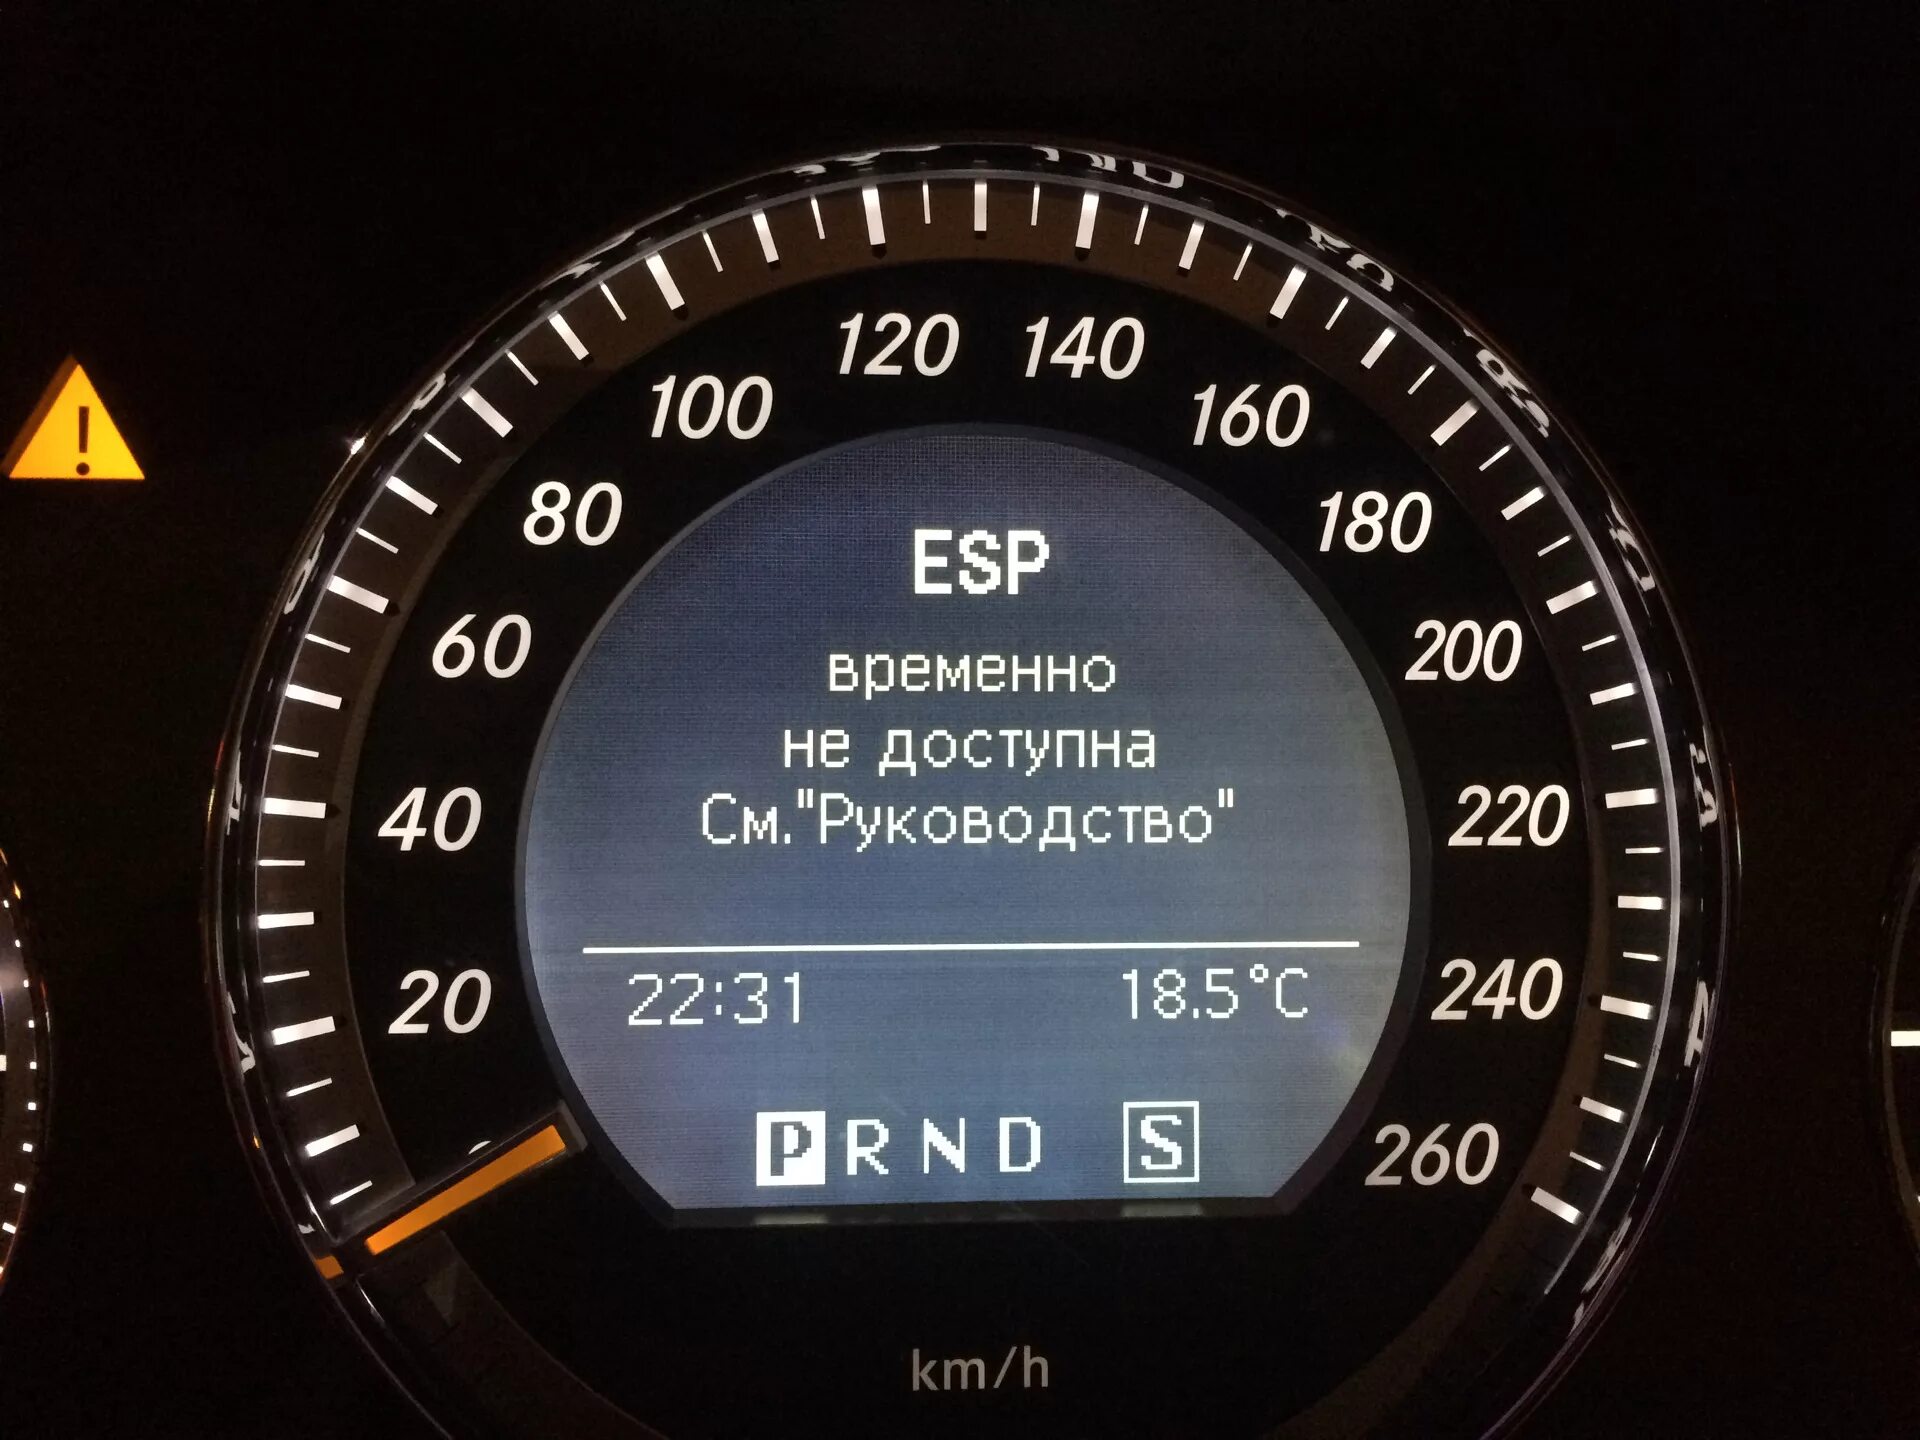 120 140
100 160
80 180
60 200
40 220
20 240
260
ESP
временно
не доступна
См."Руководство"
22:31 18.5°C
P R N D S
km/h